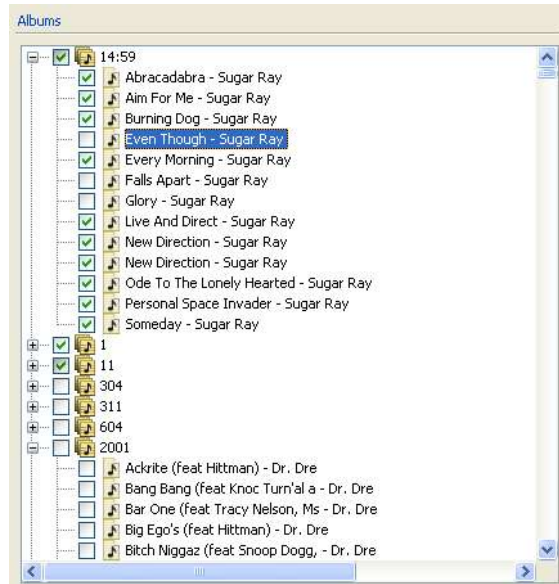 Albums
14:59
Abracadabra - Sugar Ray
Aim For Me - Sugar Ray
Burning Dog - Sugar Ray
Even Though - Sugar Ray
Every Morning - Sugar Ray
Falls Apart - Sugar Ray
Glory - Sugar Ray
Live And Direct - Sugar Ray
New Direction - Sugar Ray
New Direction - Sugar Ray
Ode To The Lonely Hearted - Sugar Ray
Personal Space Invader - Sugar Ray
Someday - Sugar Ray
1
11
304
311
604
2001
Ackrite (feat Hittman) - Dr. Dre
Bang Bang (feat Knoc Turn'al a - Dr. Dre
Bar One (feat Tracy Nelson, Ms - Dr. Dre
Big Ego's (feat Hittman) - Dr. Dre
Bitch Niggaz (feat Snoop Dogg, - Dr. Dre